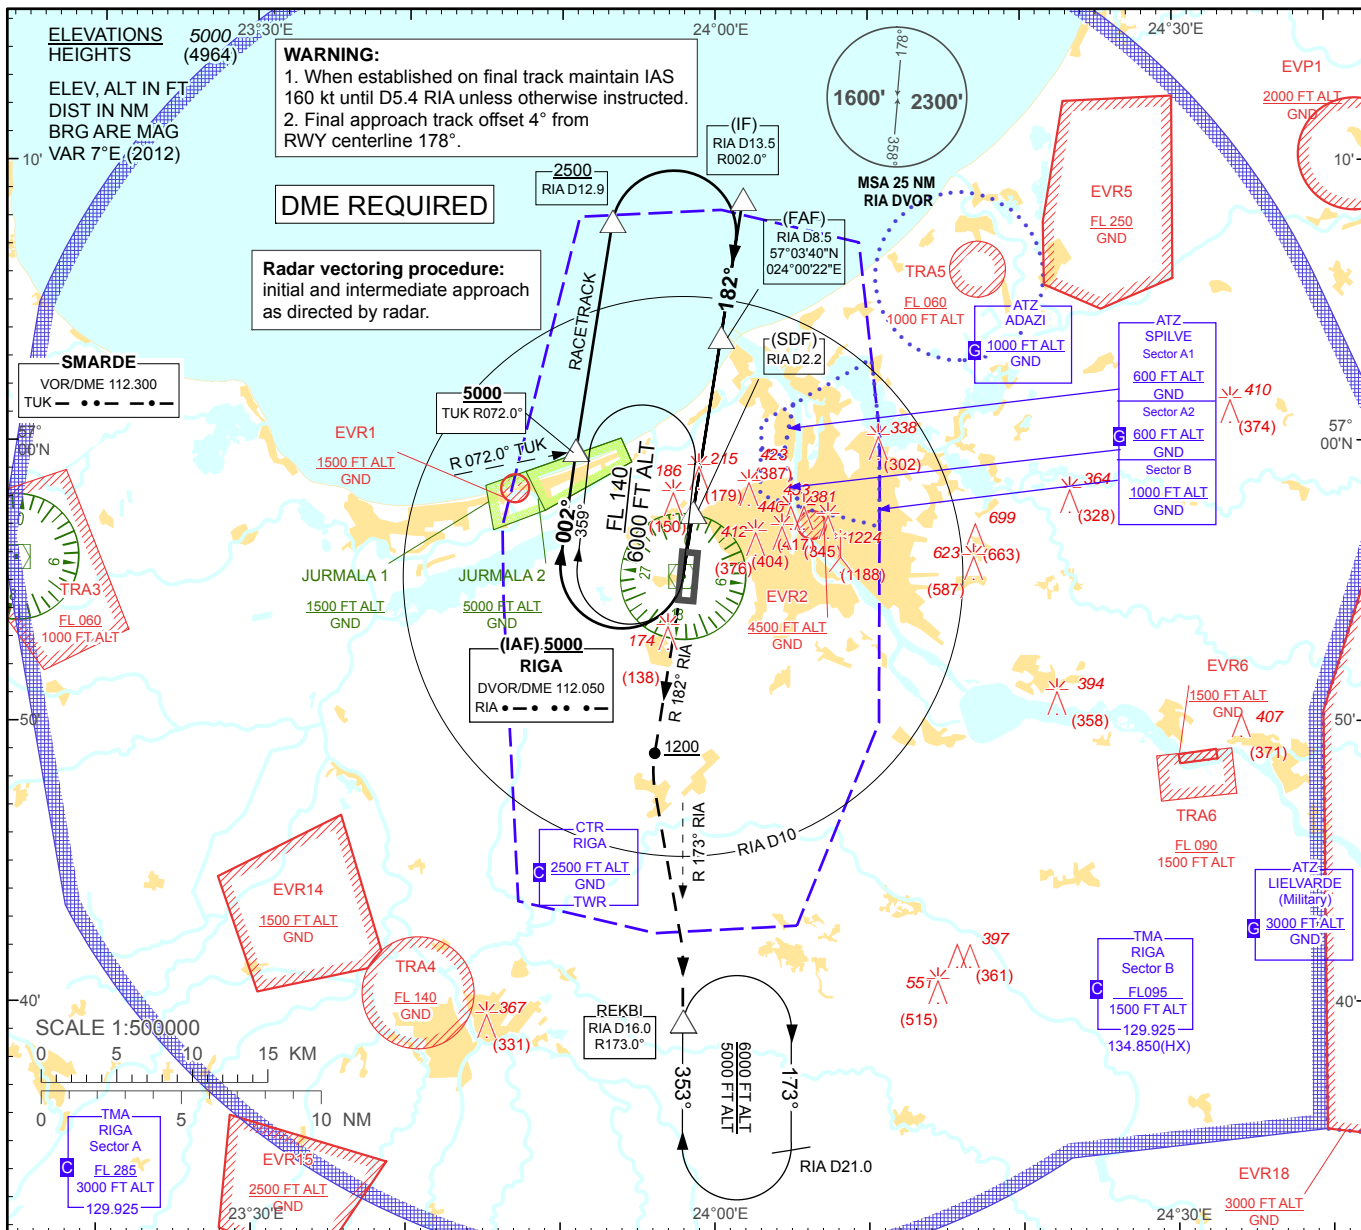 ELEVATIONS 5000
HEIGHTS (4964)
ELEV, ALT IN FT
DIST IN NM
BRG ARE MAG
VAR 7°E (2012)
23°30'E
24°00'E
24°30'E
WARNING:
1. When established on final track maintain IAS
160 kt until D5.4 RIA unless otherwise instructed.
2. Final approach track offset 4° from
RWY centerline 178°.
DME REQUIRED
Radar vectoring procedure:
initial and intermediate approach
as directed by radar.
178°
1600' 2300'
358°
MSA 25 NM
RIA DVOR
EVP1
2000 FT ALT
GND
10'
10'
(IF)
RIA D13.5
R002.0°
2500
RIA D12.9
(FAF)
RIA D8.5
57°03'40"N
024°00'22"E
EVR5
FL 250
GND
TRA5
FL 060
1000 FT ALT
ATZ
ADAZI
1000 FT ALT
GND
G
182°
RACETRACK
(SDF)
RIA D2.2
ATZ
SPILVE
Sector A1
600 FT ALT
GND
Sector A2
600 FT ALT
GND
Sector B
1000 FT ALT
GND
G
SMARDE
VOR/DME 112.300
TUK
5000
TUK R072.0°
R 072.0° TUK
EVR1
1500 FT ALT
GND
57°
00'N
57°
00'N
410
(374)
338
(302)
364
(328)
699
(663)
623
(587)
186
(150)
215
(179)
423
(387)
453
(417)
440
(404)
381
(345)
412
(376)
1224
(1188)
FL 140
6000 FT ALT
002°
359°
27
18
9
9
JURMALA 1
1500 FT ALT
GND
JURMALA 2
5000 FT ALT
GND
TRA3
FL 060
1000 FT ALT
EVR2
4500 FT ALT
GND
174
(138)
(IAF) 5000
RIGA
DVOR/DME 112.050
RIA
R 182° RIA
EVR6
1500 FT ALT
GND
407
(371)
394
(358)
50'
50'
1200
TRA6
FL 090
1500 FT ALT
R 173° RIA
RIA D10
CTR
RIGA
2500 FT ALT
GND
TWR
C
EVR14
1500 FT ALT
GND
ATZ
LIELVARDE
(Military)
3000 FT ALT
GND
G
TRA4
FL 140
GND
367
(331)
397
(361)
551
(515)
TMA
RIGA
Sector B
FL095
1500 FT ALT
129.925
134.850(HX)
C
40'
40'
REKBI
RIA D16.0
R173.0°
SCALE 1:500000
0 5 10 15 KM
0 5 10 NM
353°
6000 FT ALT
5000 FT ALT
173°
RIA D21.0
TMA
RIGA
Sector A
FL 285
3000 FT ALT
129.925
C
EVR15
2500 FT ALT
GND
EVR18
3000 FT ALT
GND
23°30'E
24°00'E
24°30'E